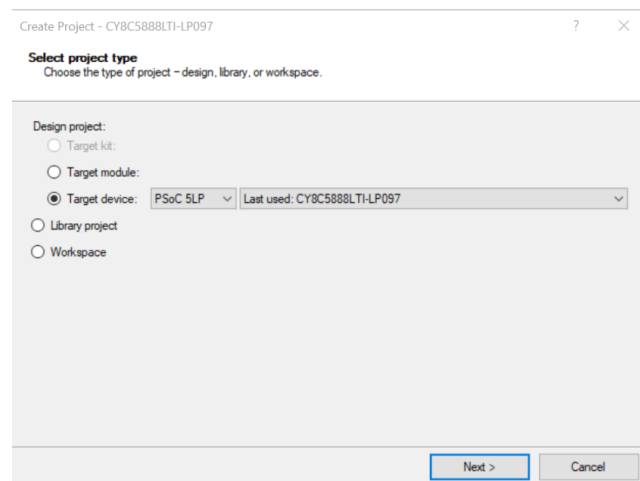 Create Project - CY8C5888LTI-LP097 ? ×
Select project type
Choose the type of project - design, library, or workspace.
Design project:
Target kit:
Target module:
Target device: PSoC 5LP Last used: CY8C5888LTI-LP097
Library project
Workspace
Next > Cancel